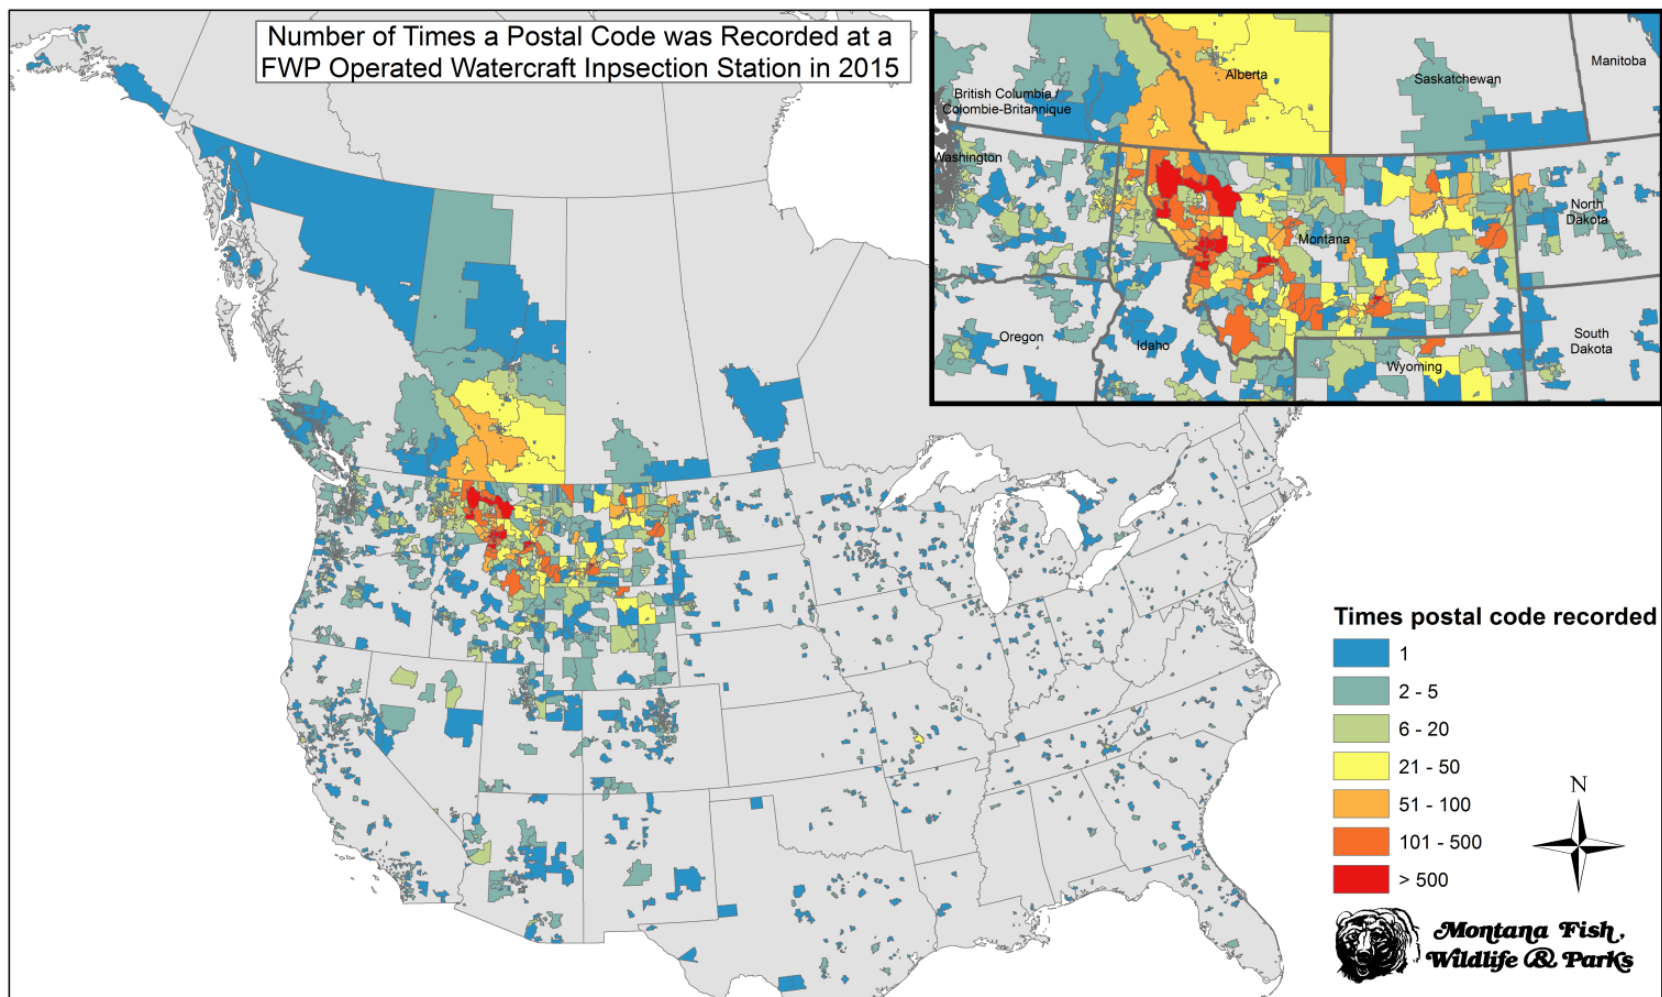 Number of Times a Postal Code was Recorded at a
FWP Operated Watercraft Inpsection Station in 2015
Manitoba
Alberta
Saskatchewan
British Columbia /
Colombie-Britannique
Washington
North
Dakota
Montana
Oregon
Idaho
South
Dakota
Wyoming
Times postal code recorded
1
2 - 5
6 - 20
21 - 50
51 - 100
101 - 500
> 500
N
Montana Fish,
Wildlife & Parks